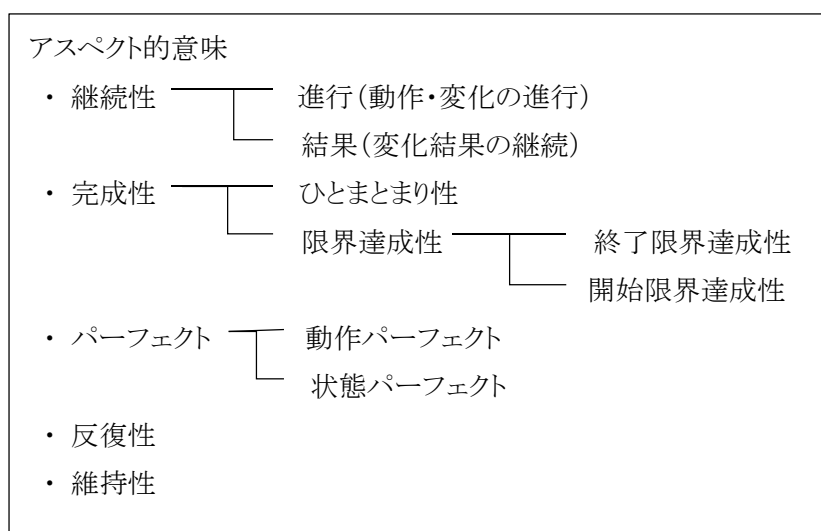 アスペクト的意味
・ 継続性 進行(動作・変化の進行)
結果(変化結果の継続)
・ 完成性 ひとまとまり性
限界達成性 終了限界達成性
開始限界達成性
・ パーフェクト 動作パーフェクト
状態パーフェクト
・ 反復性
・ 維持性